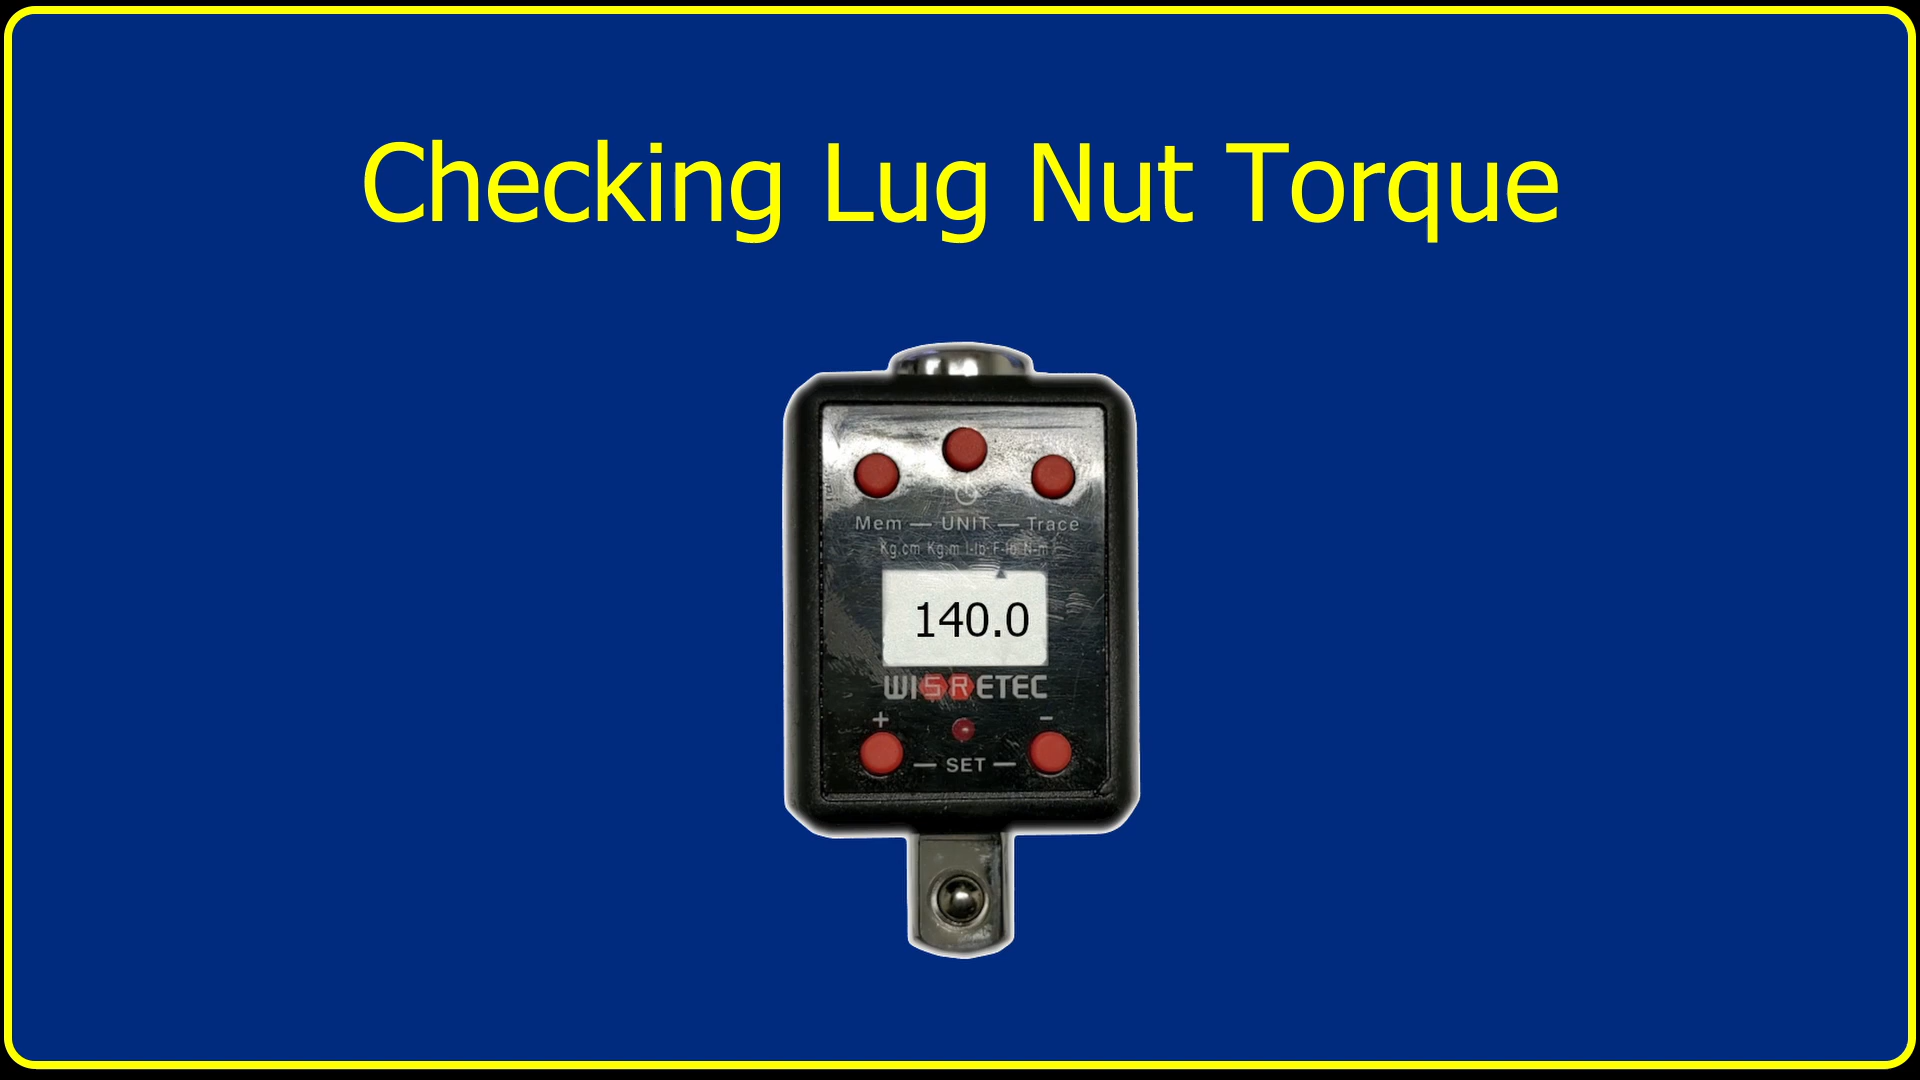 Checking Lug Nut Torque
Mem — UNIT — Trace
Kg.cm Kg.m I-lb F-lb N-m
140.0
WISRETEC
+ -
— SET —